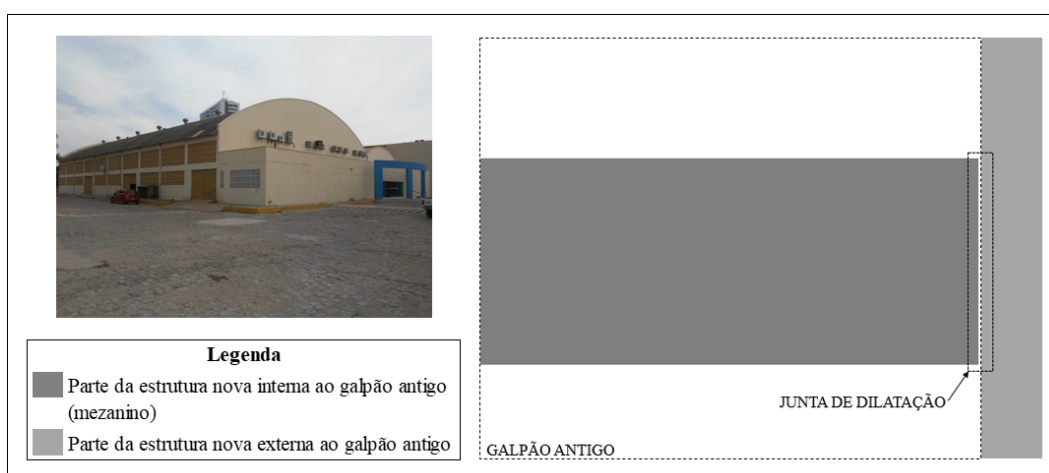 Legenda
Parte da estrutura nova interna ao galpão antigo
(mezanino)
Parte da estrutura nova externa ao galpão antigo
JUNTA DE DILATAÇÃO
GALPÃO ANTIGO